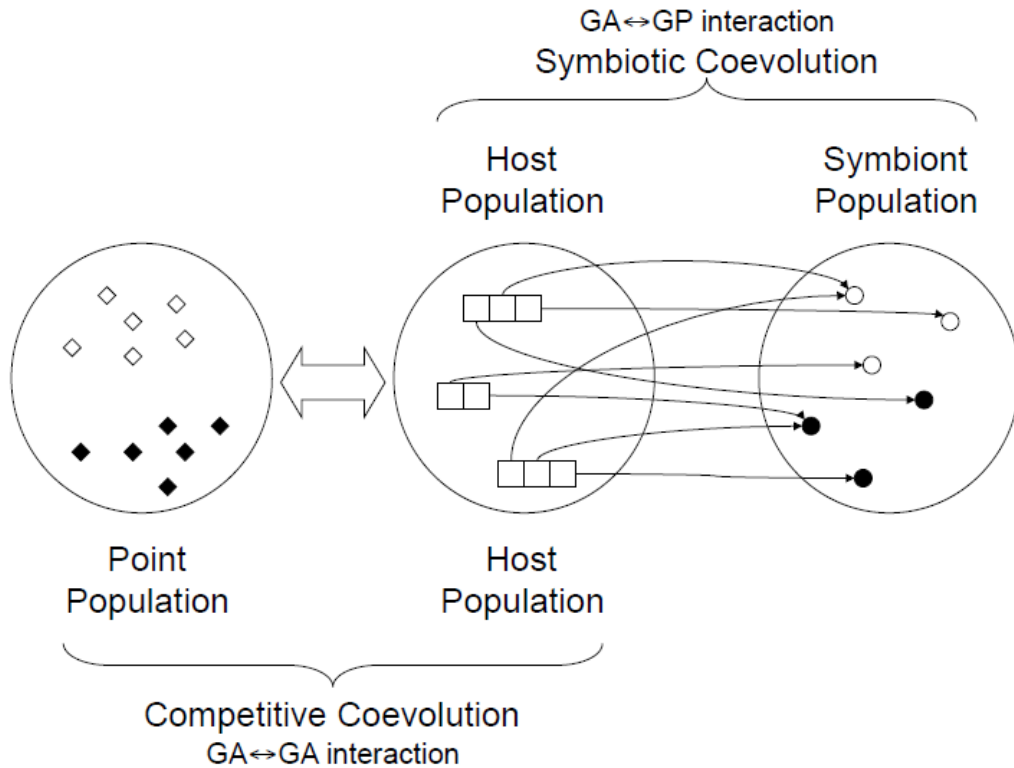 GA↔GP interaction
Symbiotic Coevolution
Host
Population
Symbiont
Population
Point
Population
Host
Population
Competitive Coevolution
GA↔GA interaction